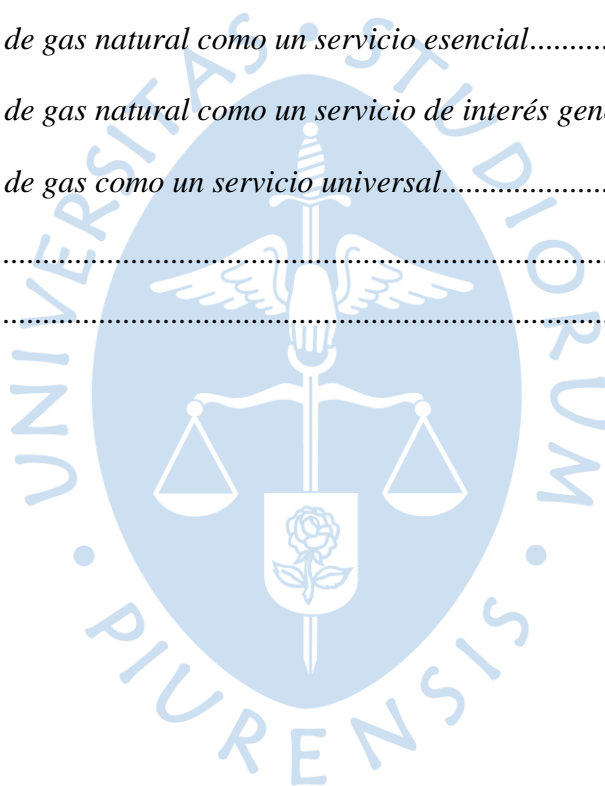 de gas natural como un servicio esencial...........
de gas natural como un servicio de interés gen
de gas como un servicio universal......................
........................................................................................
........................................................................................
UNIVERSITAS • STUDIORUM • PIURENSIS •